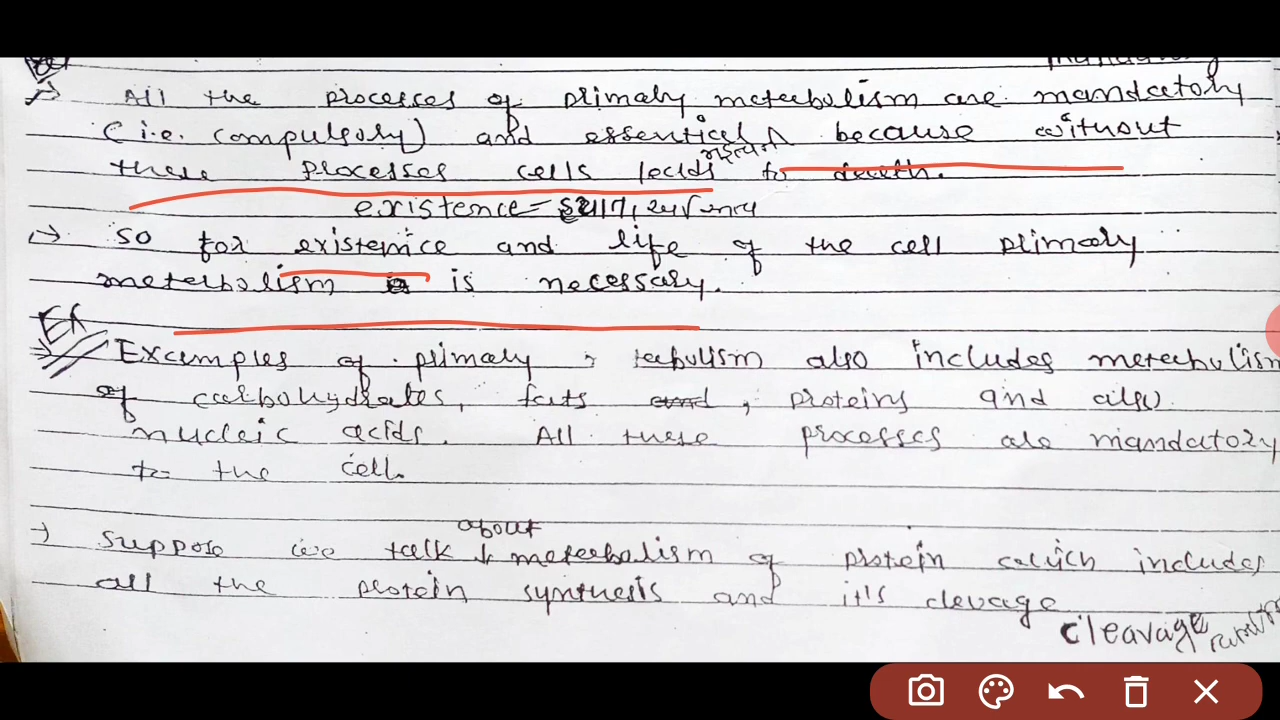 → All the processes of primary metabolism are mandatory
(i.e. compulsory) and essential because without
these processes cells leads to death.
existence =
→ so for existence and life of the cell primary
metabolism is necessary.
Examples of primary tabolism also includes metabolism
of carbohydrates, fats and, proteins and also
nucleic acids. All these processes are mandatory
to the cell.
about
→ suppose we talk metabolism of protein which includes
all the protein synthesis and it's clevage
cleavage